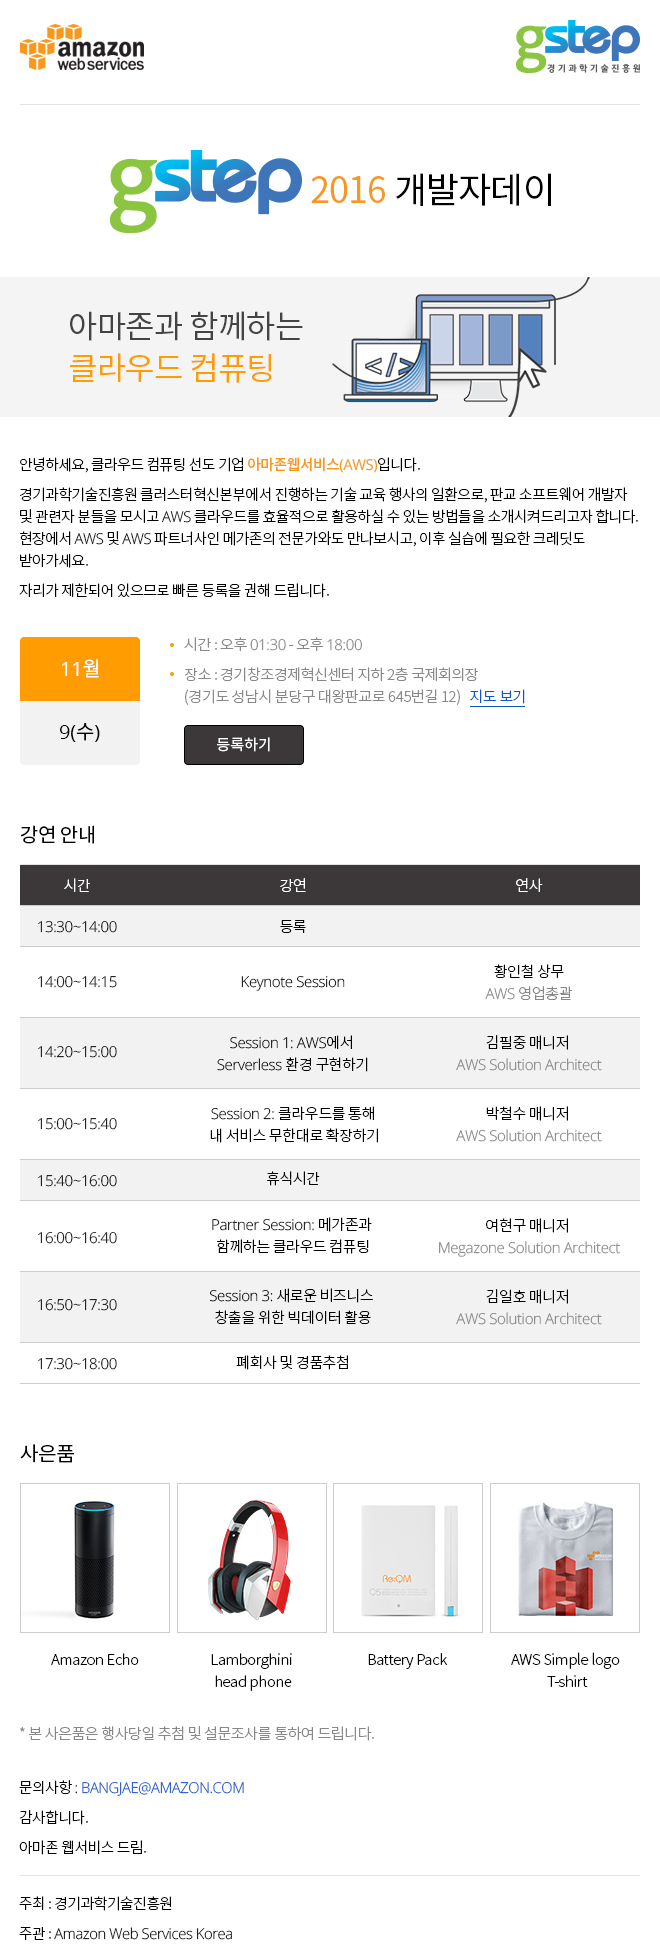 amazon
web services
gstep
경기과학기술진흥원
gstep 2016 개발자데이
아마존과 함께하는
클라우드 컴퓨팅
</>
안녕하세요, 클라우드 컴퓨팅 선도 기업 아마존웹서비스(AWS)입니다.
경기과학기술진흥원 클러스터혁신본부에서 진행하는 기술 교육 행사의 일환으로, 판교 소프트웨어 개발자
및 관련자 분들을 모시고 AWS 클라우드를 효율적으로 활용하실 수 있는 방법들을 소개시켜드리고자 합니다.
현장에서 AWS 및 AWS 파트너사인 메가존의 전문가와도 만나보시고, 이후 실습에 필요한 크레딧도
받아가세요.
자리가 제한되어 있으므로 빠른 등록을 권해 드립니다.
11월
9(수)
• 시간 : 오후 01:30 - 오후 18:00
• 장소 : 경기창조경제혁신센터 지하 2층 국제회의장
(경기도 성남시 분당구 대왕판교로 645번길 12) 지도 보기
등록하기
강연 안내
시간 강연 연사
13:30~14:00 등록
14:00~14:15 Keynote Session 황인철 상무
AWS 영업총괄
14:20~15:00 Session 1: AWS에서 김필중 매니저
Serverless 환경 구현하기 AWS Solution Architect
15:00~15:40 Session 2: 클라우드를 통해 박철수 매니저
내 서비스 무한대로 확장하기 AWS Solution Architect
15:40~16:00 휴식시간
16:00~16:40 Partner Session: 메가존과 여현구 매니저
함께하는 클라우드 컴퓨팅 Megazone Solution Architect
16:50~17:30 Session 3: 새로운 비즈니스 김일호 매니저
창출을 위한 빅데이터 활용 AWS Solution Architect
17:30~18:00 폐회사 및 경품추첨
사은품
Amazon Echo
Lamborghini
head phone
Battery Pack
AWS Simple logo
T-shirt
* 본 사은품은 행사당일 추첨 및 설문조사를 통하여 드립니다.
문의사항 : BANGJAE@AMAZON.COM
감사합니다.
아마존 웹서비스 드림.
주최 : 경기과학기술진흥원
주관 : Amazon Web Services Korea